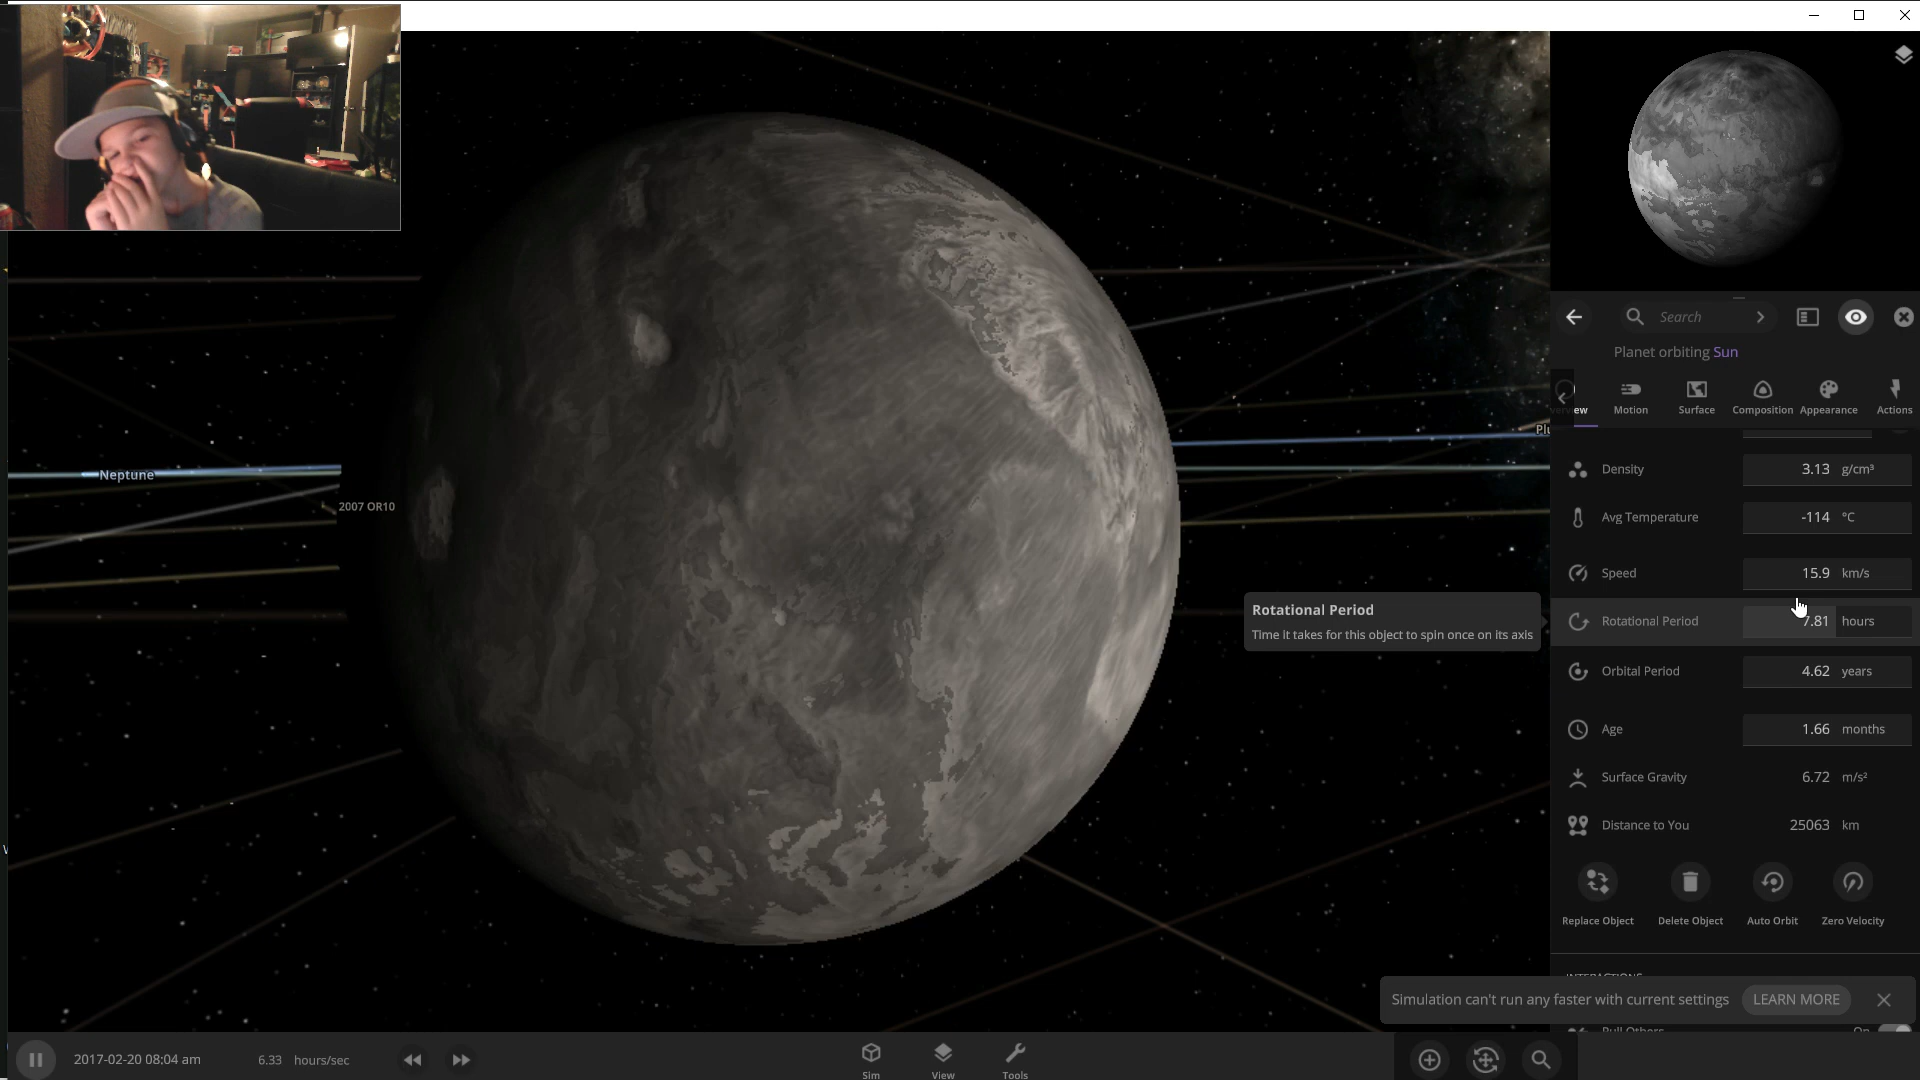 Search
Planet orbiting Sun
ew
Motion
Surface
Composition
Appearance
Actions
Plu
Neptune
2007 OR10
Density 3.13 g/cm³
Avg Temperature -114 °C
Speed 15.9 km/s
Rotational Period
Time it takes for this object to spin once on its axis
Rotational Period 7.81 hours
Orbital Period 4.62 years
Age 1.66 months
Surface Gravity 6.72 m/s²
Distance to You 25063 km
Replace Object
Delete Object
Auto Orbit
Zero Velocity
Simulation can't run any faster with current settings LEARN MORE
2017-02-20 08:04 am 6.33 hours/sec
Sim
View
Tools